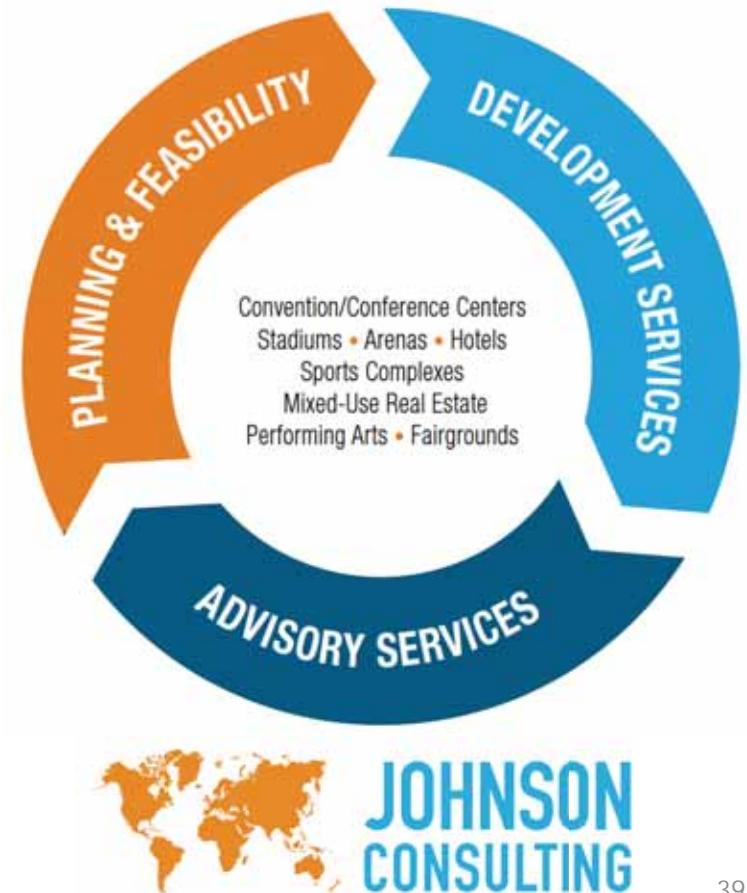 PLANNING & FEASIBILITY
DEVELOPMENT SERVICES
Convention/Conference Centers
Stadiums • Arenas • Hotels
Sports Complexes
Mixed-Use Real Estate
Performing Arts • Fairgrounds
ADVISORY SERVICES
JOHNSON
CONSULTING
39